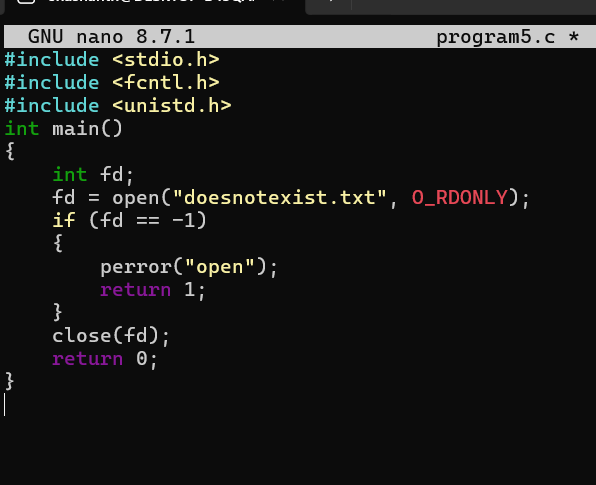 GNU nano 8.7.1 program5.c *
#include <stdio.h>
#include <fcntl.h>
#include <unistd.h>
int main()
{
    int fd;
    fd = open("doesnotexist.txt", O_RDONLY);
    if (fd == -1)
    {
        perror("open");
        return 1;
    }
    close(fd);
    return 0;
}